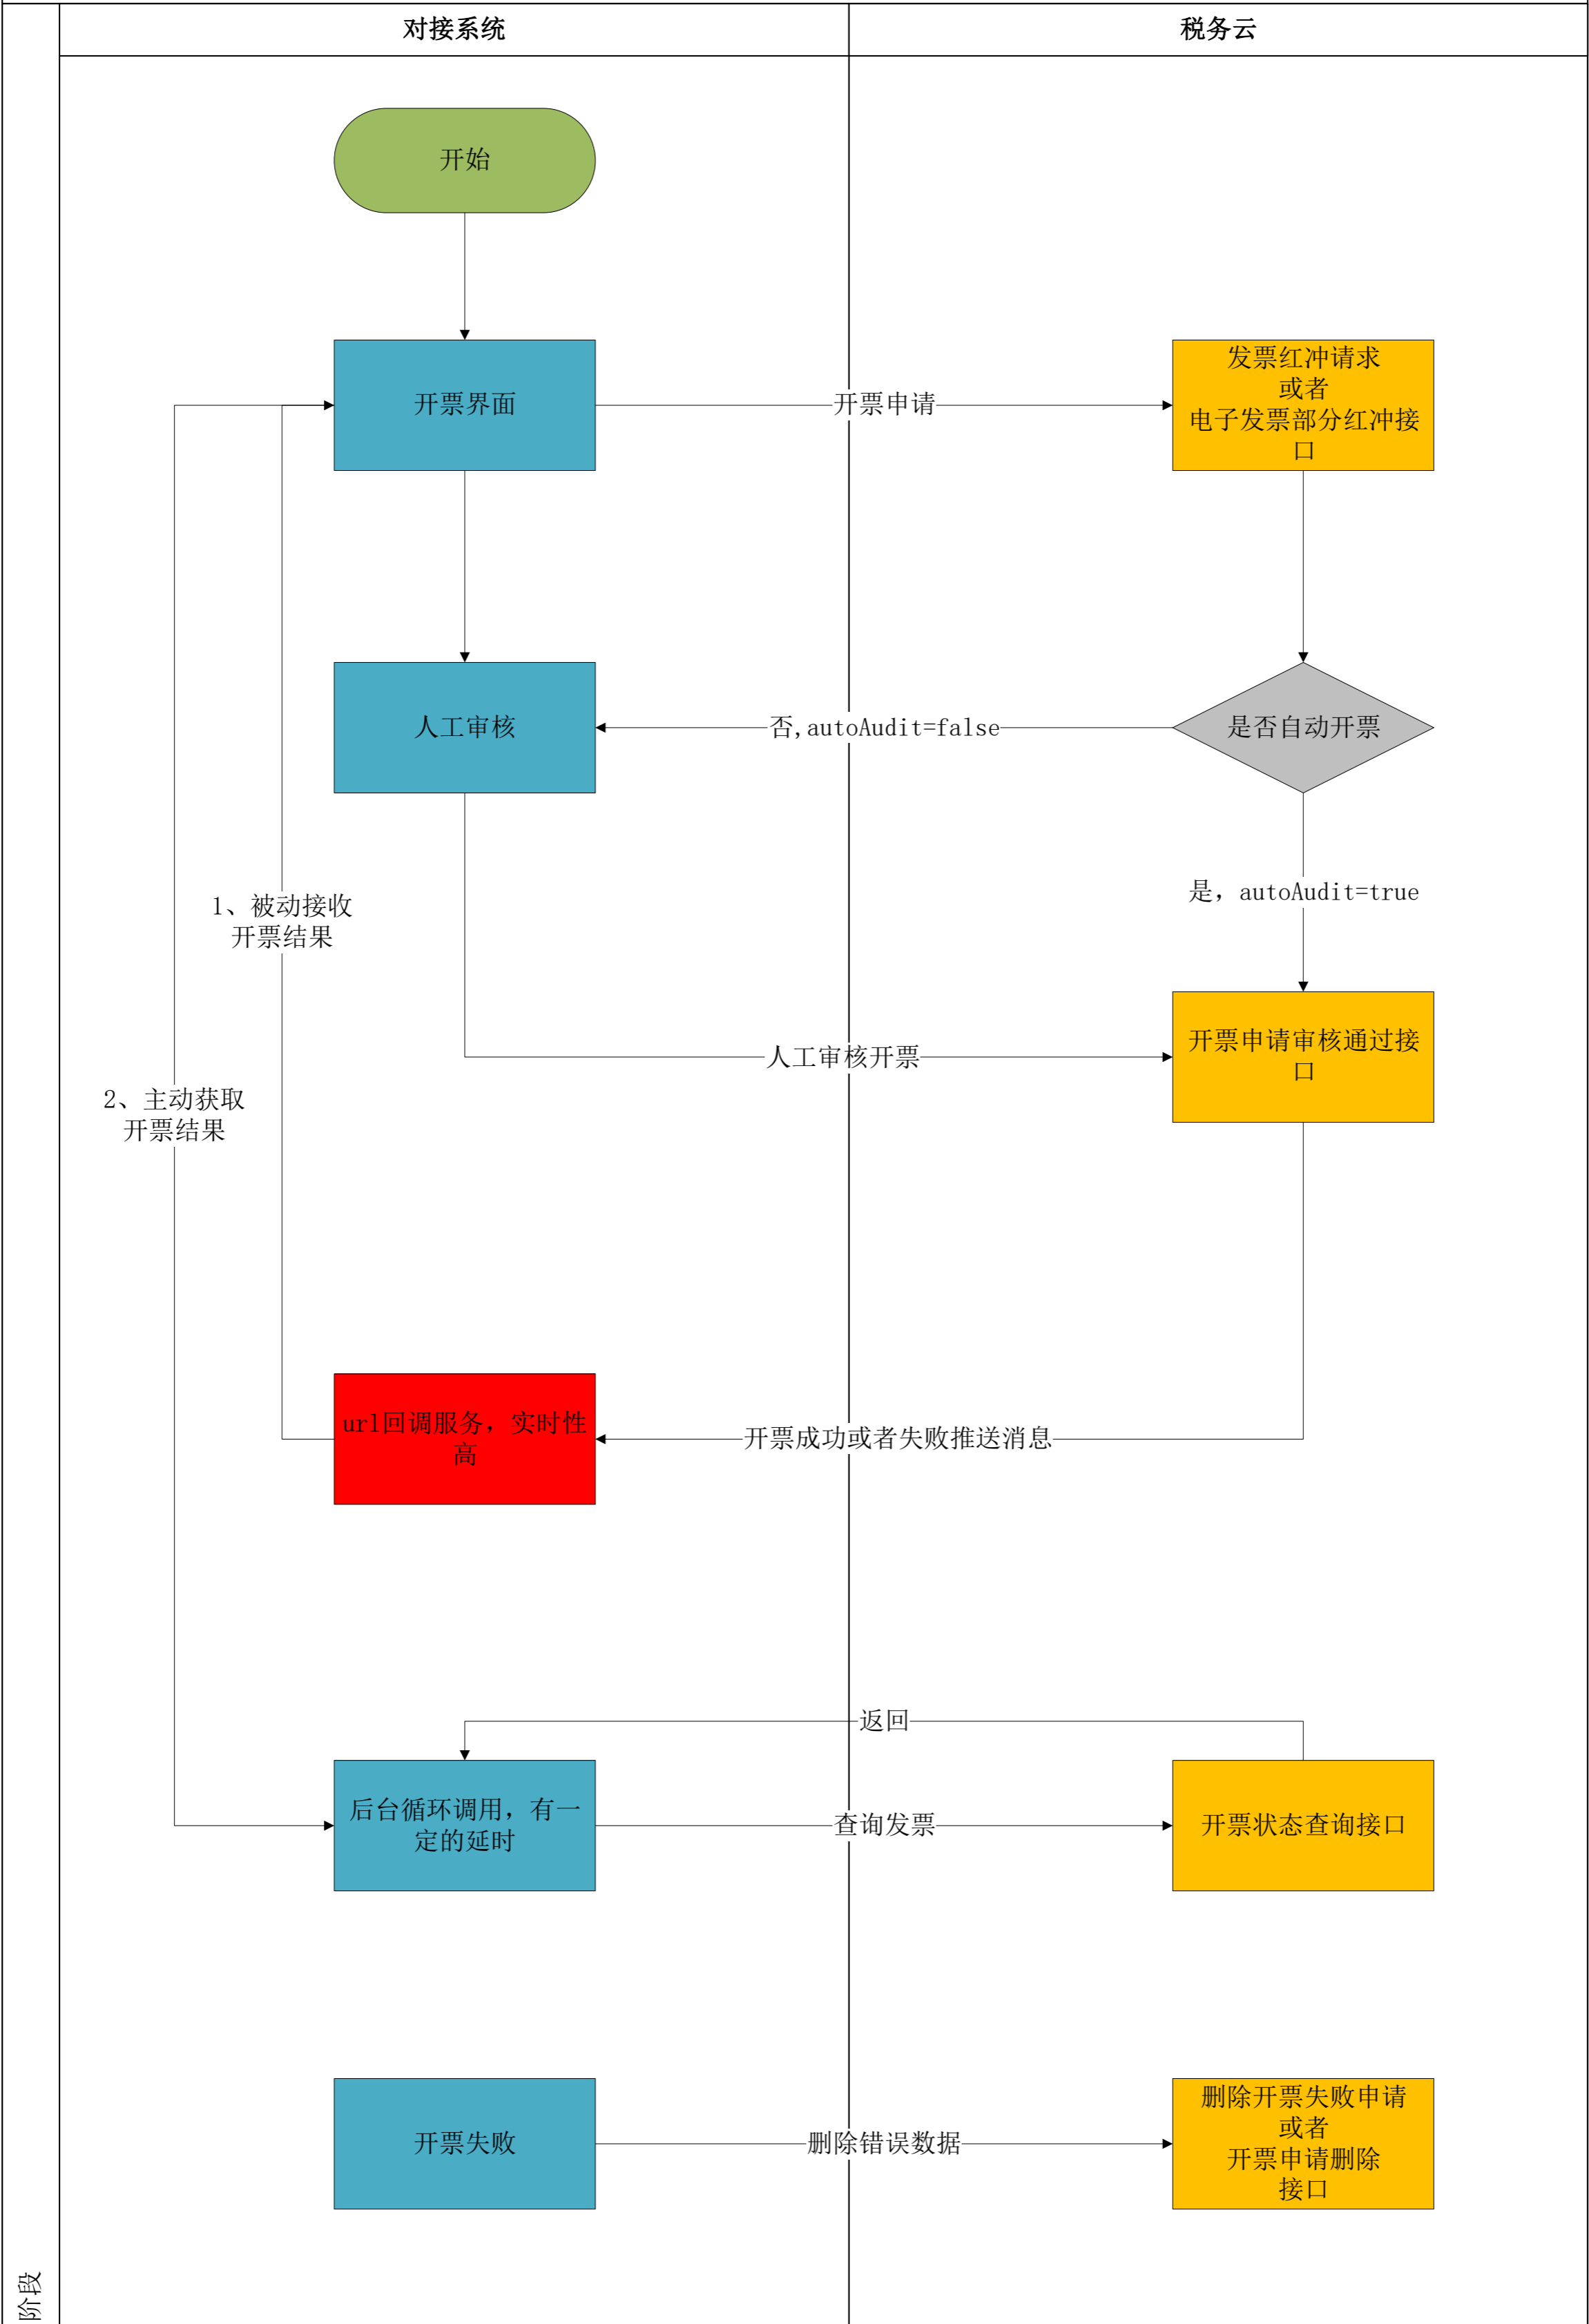 对接系统
税务云
开始
开票界面
开票申请
发票红冲请求
或者
电子发票部分红冲接
口
人工审核
否,autoAudit=false
是否自动开票
1、被动接收
开票结果
是，autoAudit=true
2、主动获取
开票结果
人工审核开票
开票申请审核通过接
口
url回调服务，实时性
高
开票成功或者失败推送消息
返回
后台循环调用，有一
定的延时
查询发票
开票状态查询接口
开票失败
删除错误数据
删除开票失败申请
或者
开票申请删除
接口
阶段